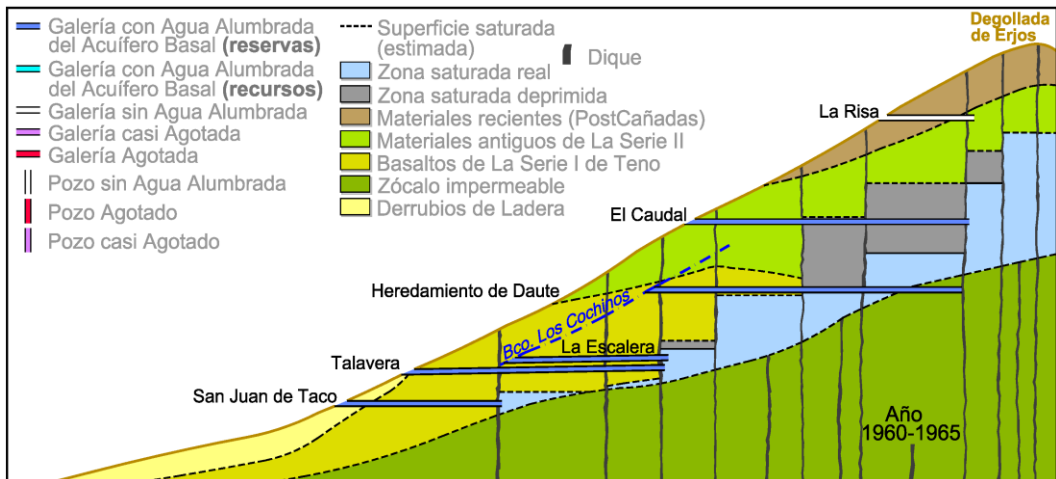 Galería con Agua Alumbrada
del Acuífero Basal (reservas)
Galería con Agua Alumbrada
del Acuífero Basal (recursos)
Galería sin Agua Alumbrada
Galería casi Agotada
Galería Agotada
Pozo sin Agua Alumbrada
Pozo Agotado
Pozo casi Agotado
Superficie saturada
(estimada)
Dique
Zona saturada real
Zona saturada deprimida
Materiales recientes (PostCañadas)
Materiales antiguos de La Serie II
Basaltos de La Serie I de Teno
Zócalo impermeable
Derrubios de Ladera
Degollada
de Erjos
La Risa
El Caudal
Heredamiento de Daute
Bco. Los Cochinos
La Escalera
Talavera
San Juan de Taco
Año
1960-1965